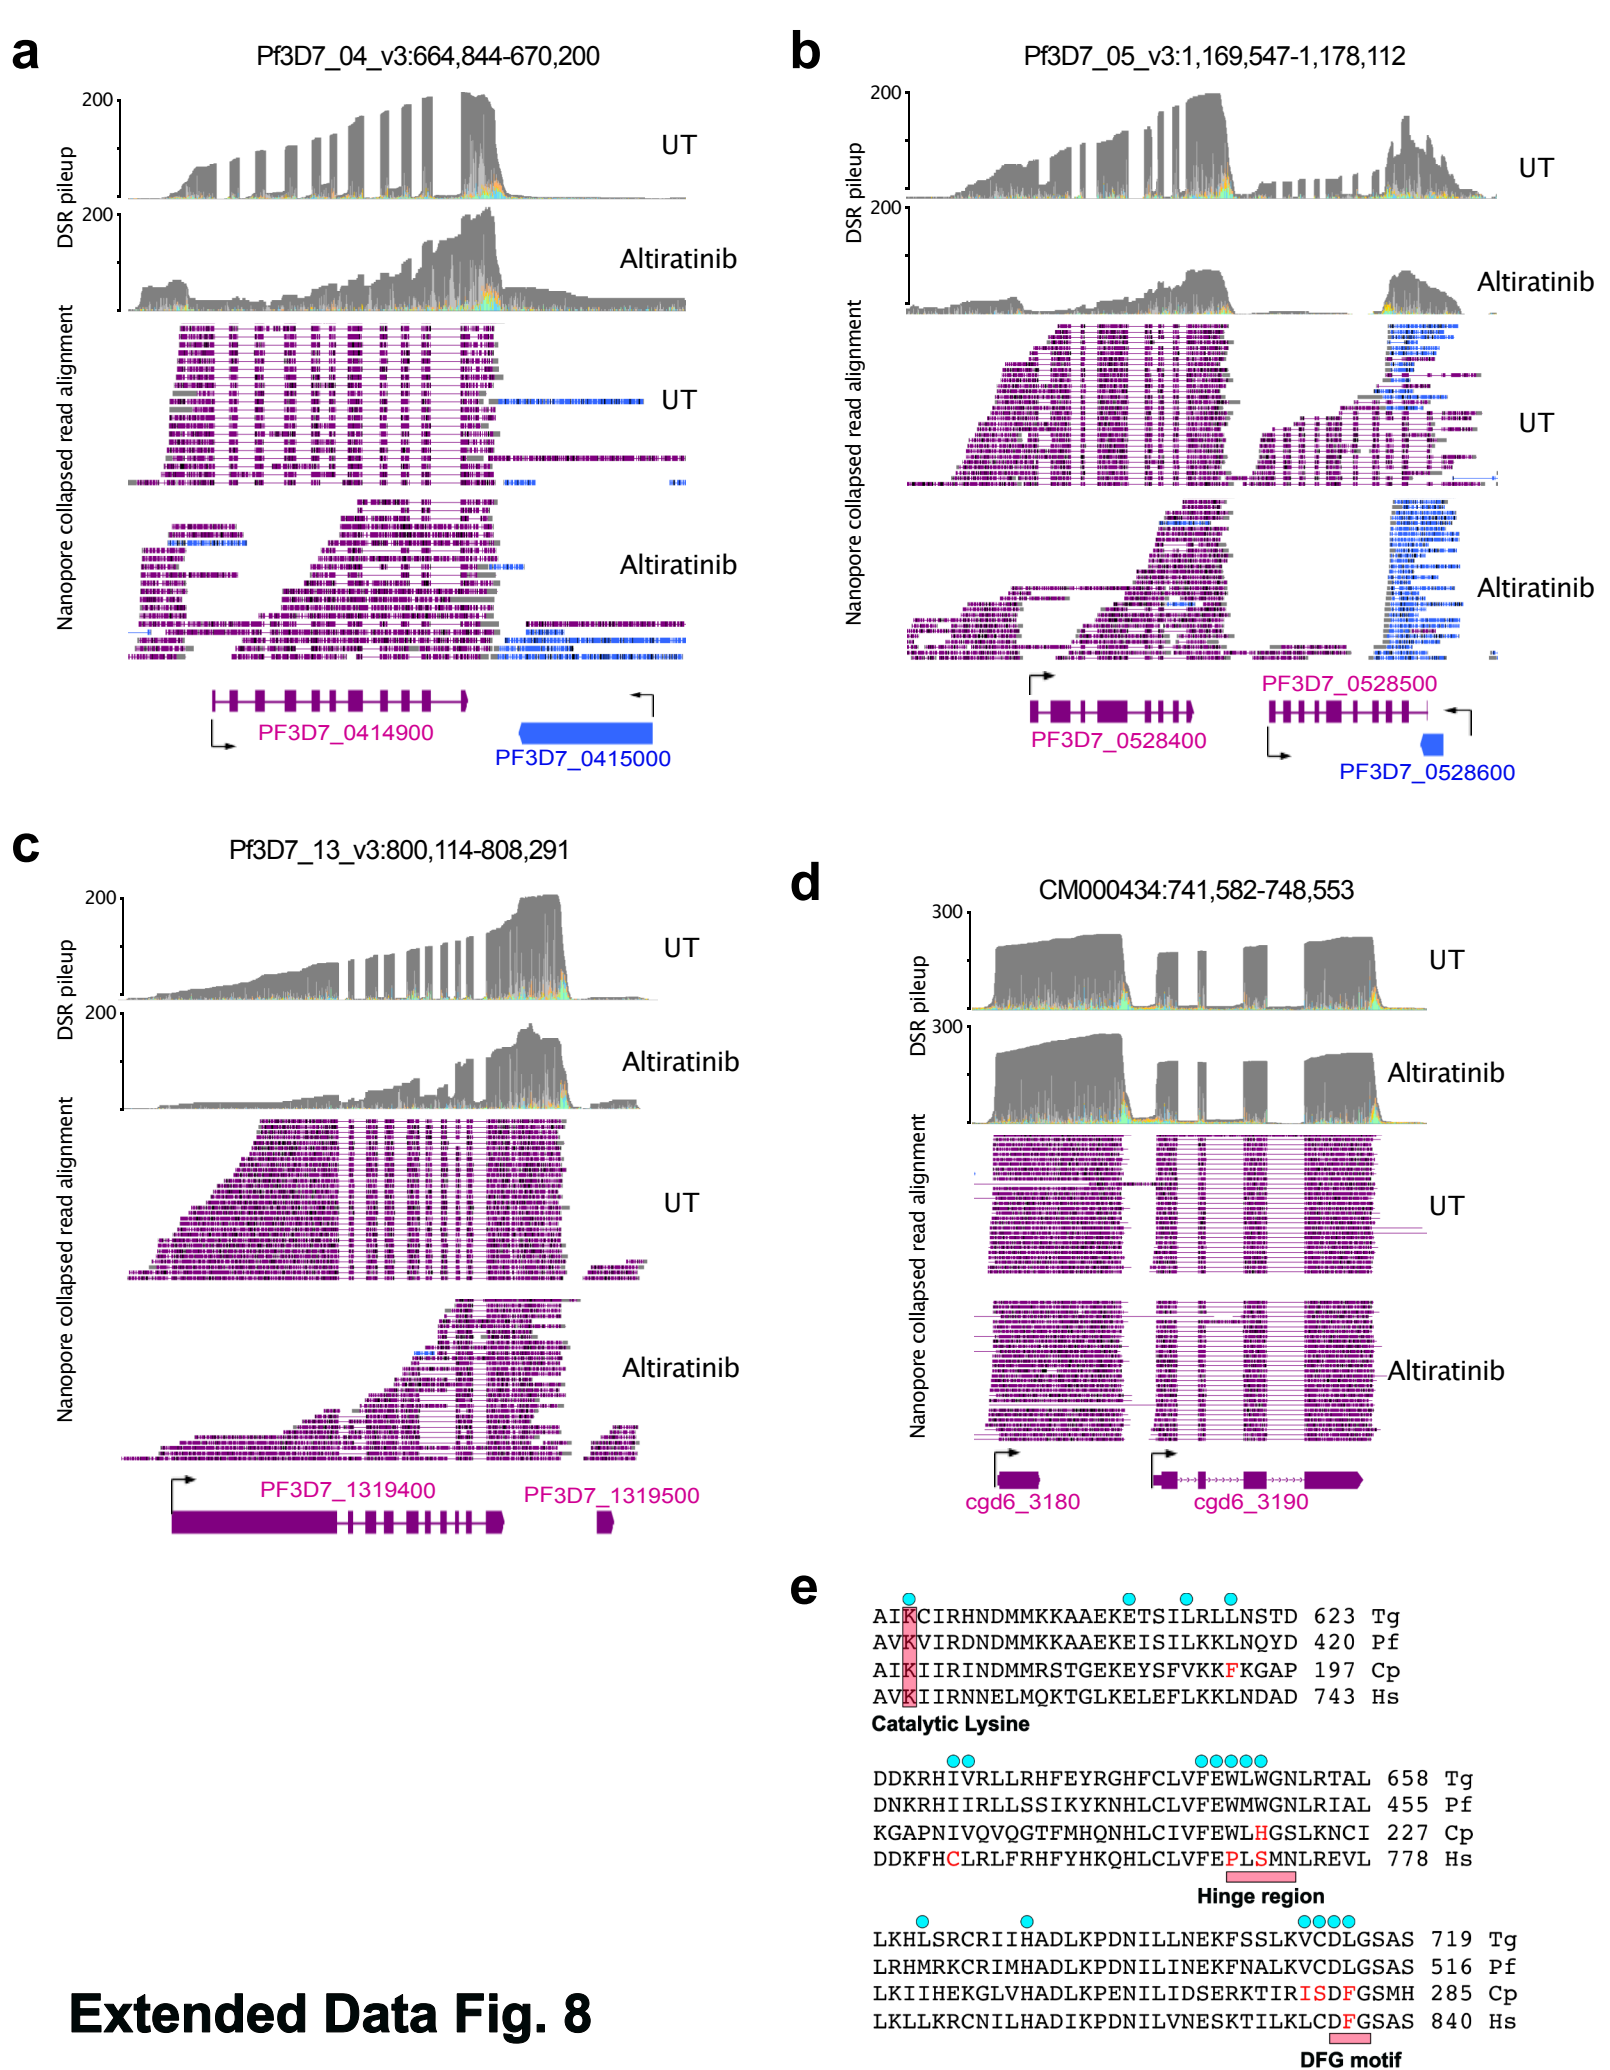 a
Pf3D7_04_v3:664,844-670,200
200
DSR pileup
UT
200
Altiratinib
Nanopore collapsed read alignment
UT
Altiratinib
PF3D7_0414900
PF3D7_0415000
b
Pf3D7_05_v3:1,169,547-1,178,112
200
DSR pileup
UT
200
Altiratinib
Nanopore collapsed read alignment
UT
Altiratinib
PF3D7_0528500
PF3D7_0528400
PF3D7_0528600
c
Pf3D7_13_v3:800,114-808,291
200
DSR pileup
UT
200
Altiratinib
Nanopore collapsed read alignment
UT
Altiratinib
PF3D7_1319400
PF3D7_1319500
d
CM000434:741,582-748,553
300
DSR pileup
UT
300
Altiratinib
Nanopore collapsed read alignment
UT
Altiratinib
cgd6_3180
cgd6_3190
e
AIKCIRHNDMMKKAAEKETSILRLLNSTD 623 Tg
AVKVIRDNDMMKKAAEKEISILKKLNQYD 420 Pf
AIKIIRINDMMRSTGEKEYSFVKKFKGAP 197 Cp
AVKIIRNNELMQKTGLKELEFLKKLNDAD 743 Hs
Catalytic Lysine
DDKRHIVRLLRHFEYRGHFCLVFEWLWGNLRTAL 658 Tg
DNKRHIIRLLSSIKYKNHLCLVFEWMWGNLRIAL 455 Pf
KGAPNIVQVQGTFMHQNHLCIVFEWLHGSLKNCI 227 Cp
DDKFHCLRLFRHFYHKQHLCLVFEPLSMNLREVL 778 Hs
Hinge region
LKHLSRCRIIHADLKPDNILLNEKFSSLKVCDLGSAS 719 Tg
LRHMRKCRIMHADLKPDNILINEKFNALKVCDLGSAS 516 Pf
LKIIHEKGLVHADLKPENILIDSERKTIRISDFGSMH 285 Cp
LKLLKRCNILHADIKPDNILVNESKTILKLCDFGSAS 840 Hs
DFG motif
Extended Data Fig. 8